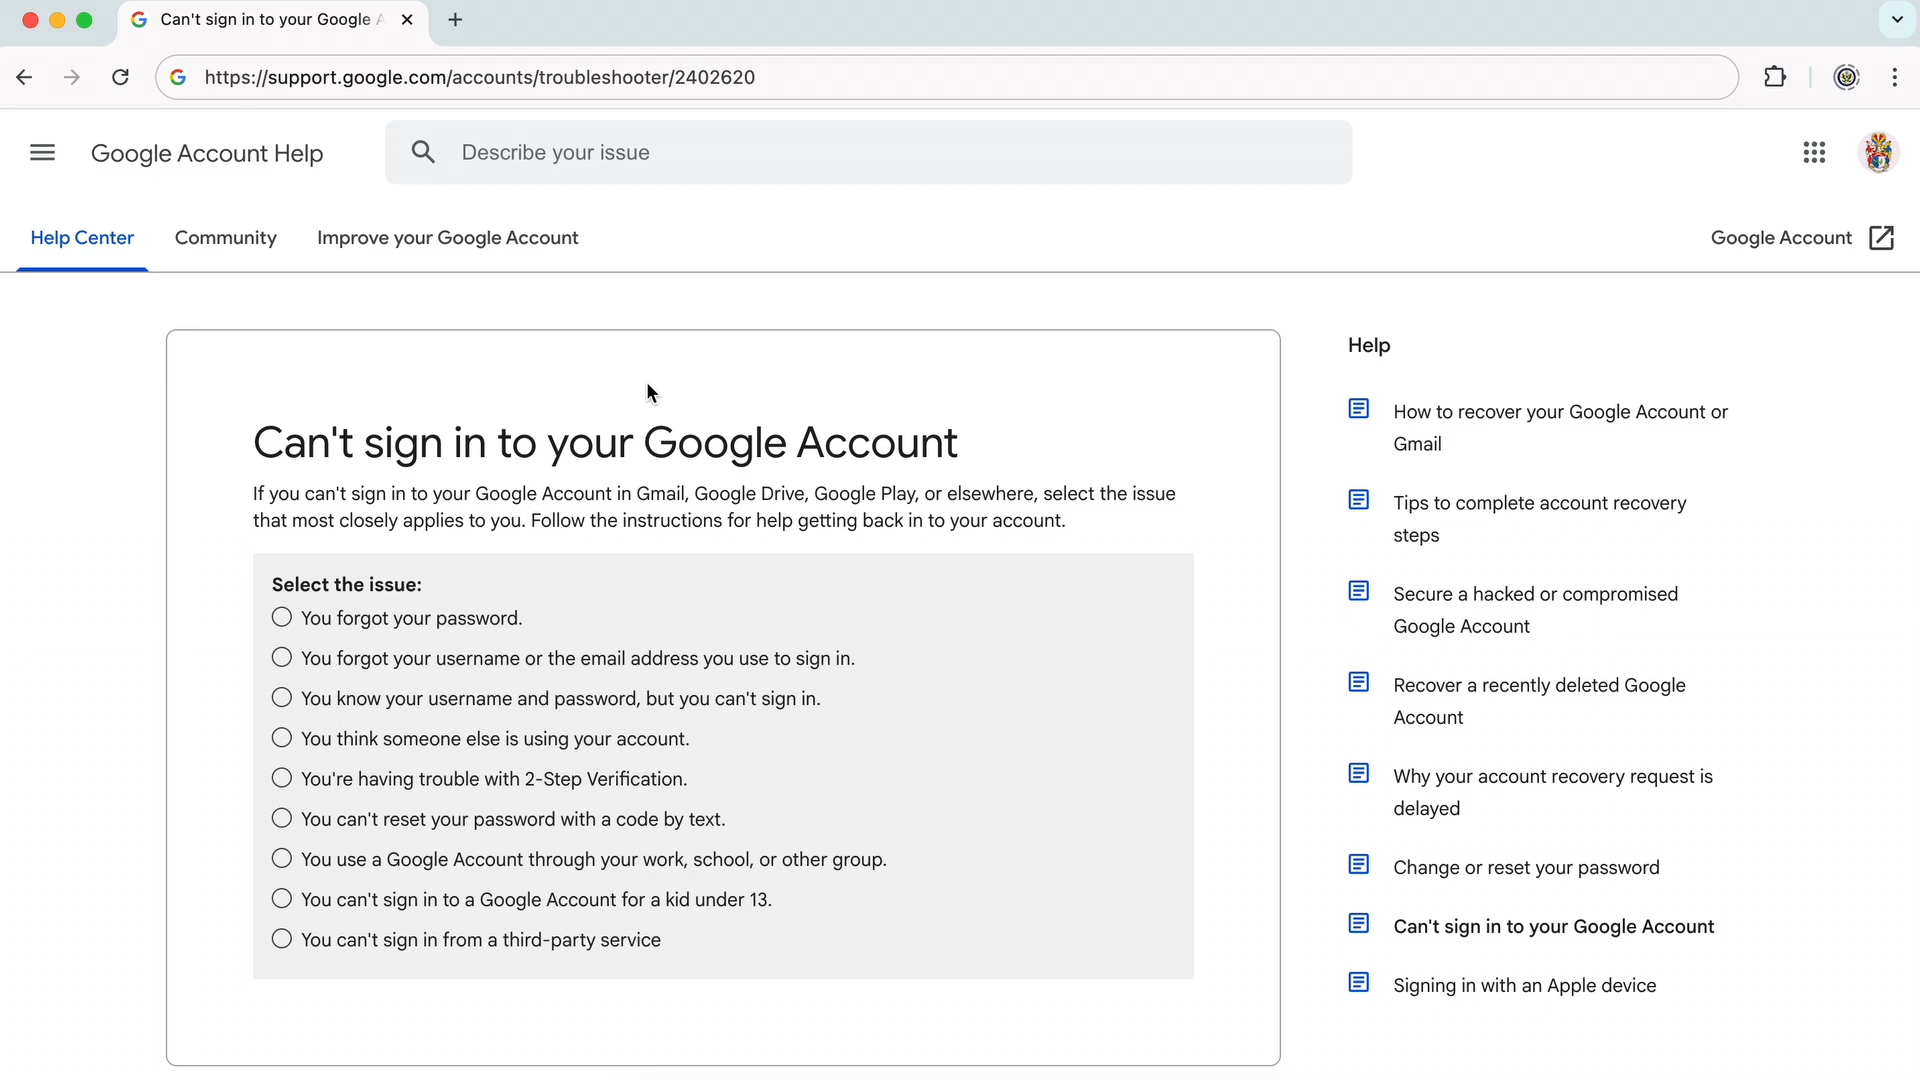 Can't sign in to your Google
https://support.google.com/accounts/troubleshooter/2402620
Google Account Help
Describe your issue
Help Center
Community
Improve your Google Account
Google Account
Can't sign in to your Google Account
If you can't sign in to your Google Account in Gmail, Google Drive, Google Play, or elsewhere, select the issue
that most closely applies to you. Follow the instructions for help getting back in to your account.
Select the issue:
You forgot your password.
You forgot your username or the email address you use to sign in.
You know your username and password, but you can't sign in.
You think someone else is using your account.
You're having trouble with 2-Step Verification.
You can't reset your password with a code by text.
You use a Google Account through your work, school, or other group.
You can't sign in to a Google Account for a kid under 13.
You can't sign in from a third-party service
Help
How to recover your Google Account or
Gmail
Tips to complete account recovery
steps
Secure a hacked or compromised
Google Account
Recover a recently deleted Google
Account
Why your account recovery request is
delayed
Change or reset your password
Can't sign in to your Google Account
Signing in with an Apple device